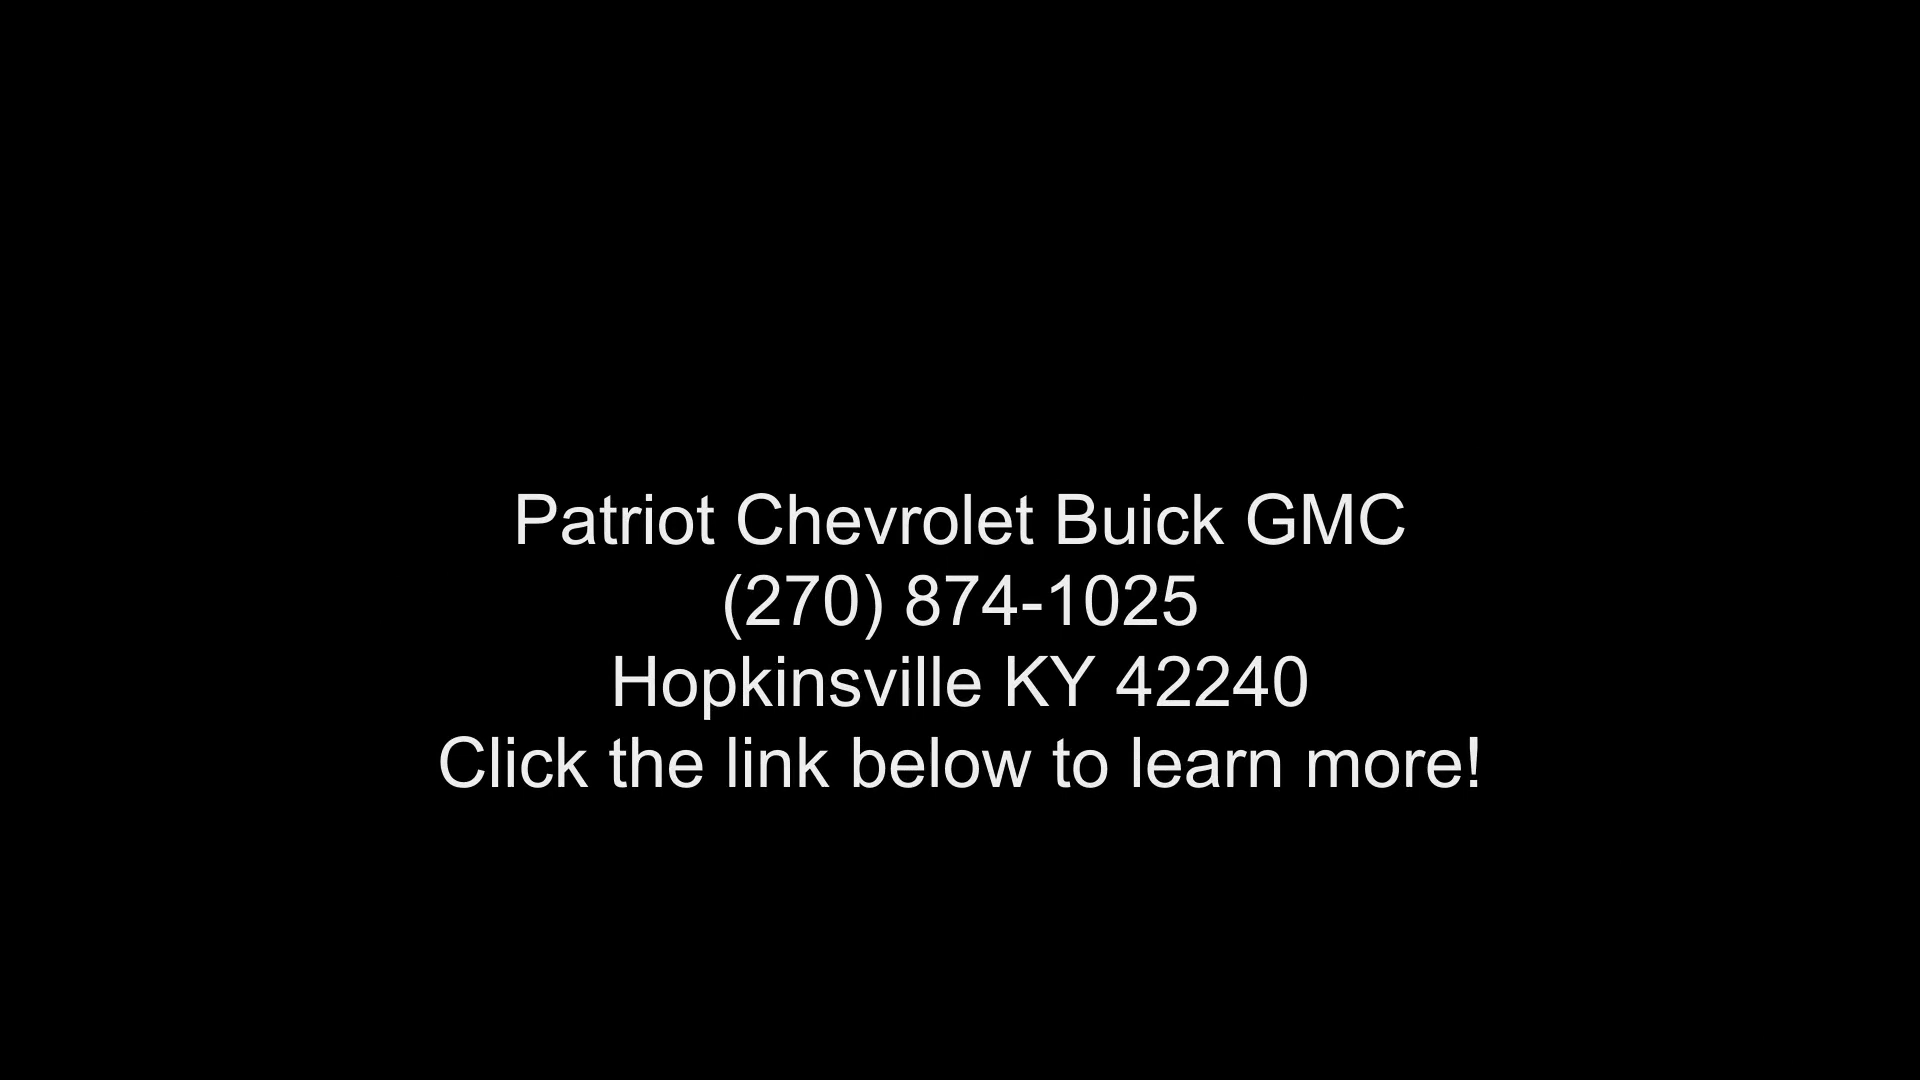 Patriot Chevrolet Buick GMC
(270) 874-1025
Hopkinsville KY 42240
Click the link below to learn more!